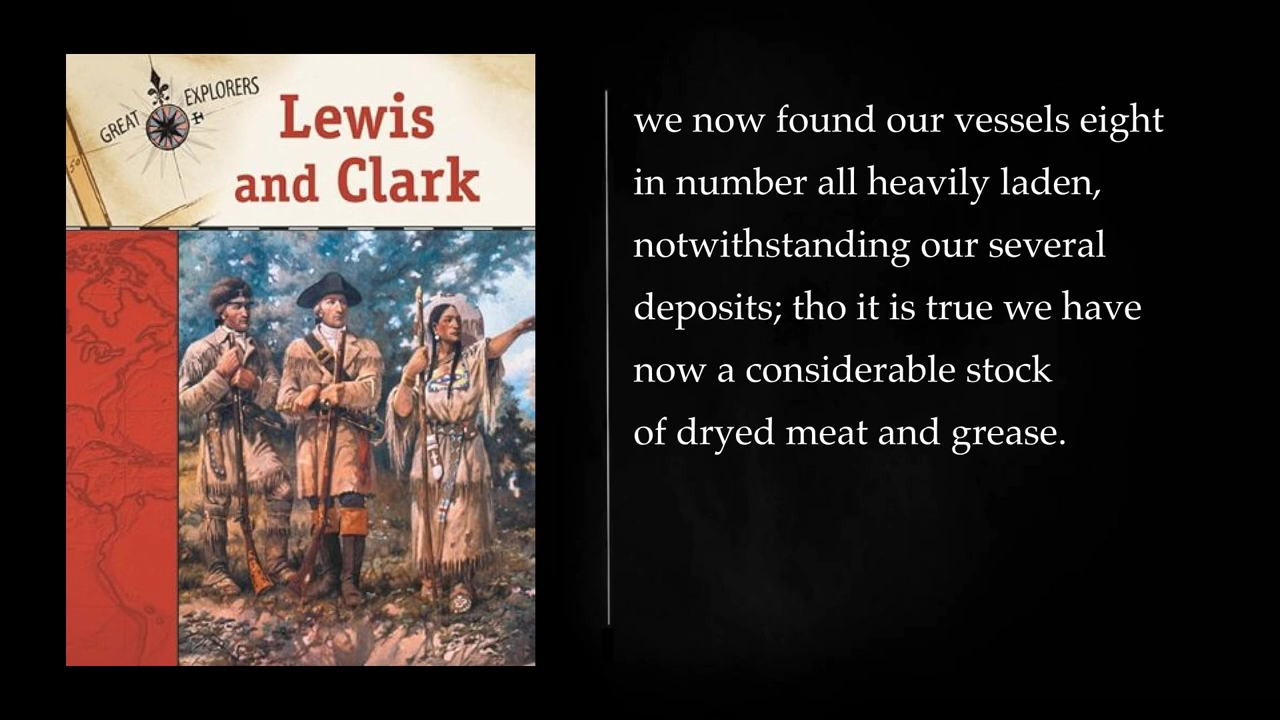 GREAT EXPLORERS
Lewis
and Clark
50
we now found our vessels eight
in number all heavily laden,
notwithstanding our several
deposits; tho it is true we have
now a considerable stock
of dryed meat and grease.